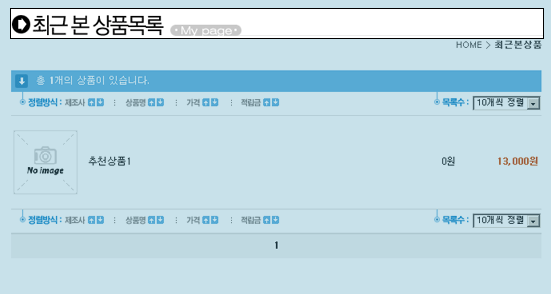 최근 본 상품목록 •My page•
HOME > 최근본상품
총 1개의 상품이 있습니다.
정렬방식 : 제조사 : 상품명 : 가격 : 적립금 목록수 : 10개씩 정렬
No image 추천상품1 0원 13,000원
정렬방식 : 제조사 : 상품명 : 가격 : 적립금 목록수 : 10개씩 정렬
1